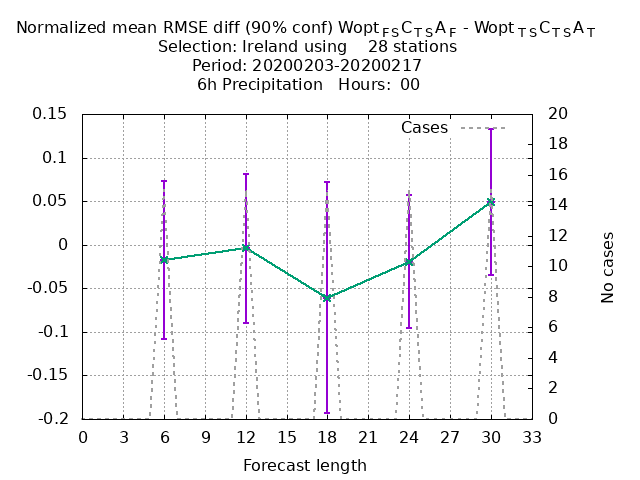 Normalized mean RMSE diff (90% conf) Wopt FS C TS A F - Wopt TS C TS A T
Selection: Ireland using 28 stations
Period: 20200203-20200217
6h Precipitation Hours: 00
Cases
0.15
0.1
0.05
0
-0.05
-0.1
-0.15
-0.2
20
18
16
14
12
10
8
6
4
2
0
No cases
0 3 6 9 12 15 18 21 24 27 30 33
Forecast length